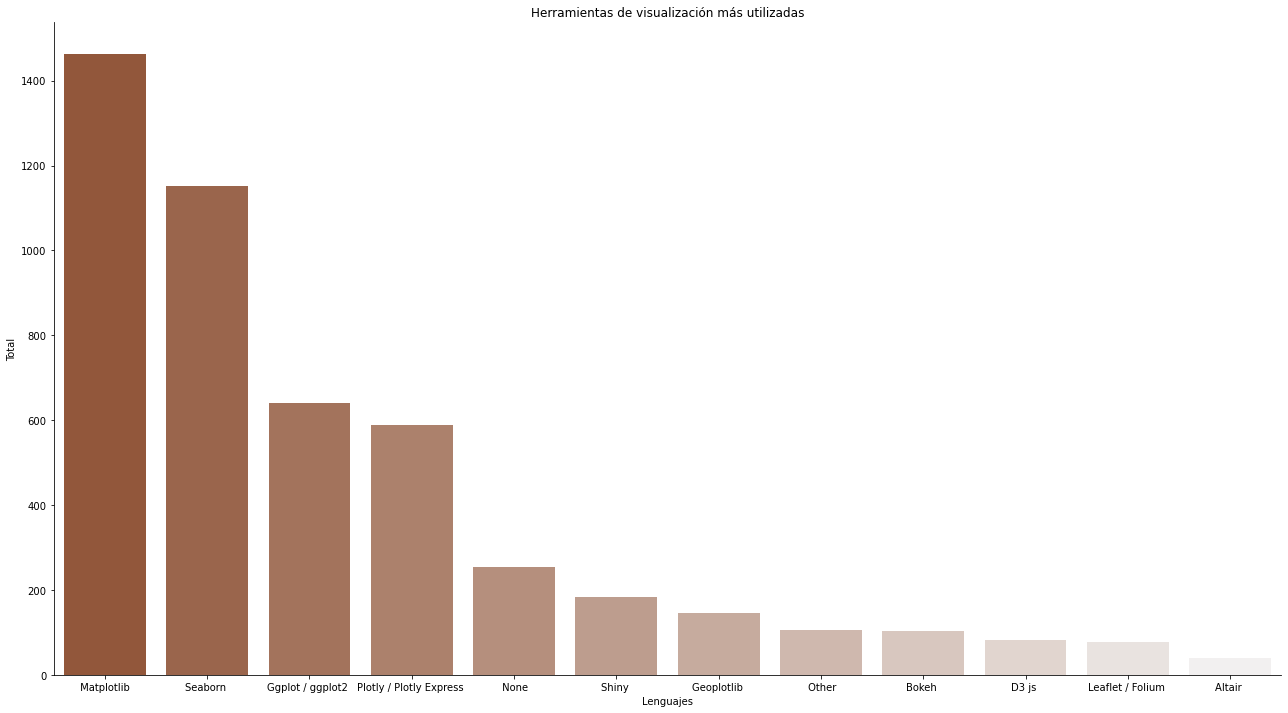 Herramientas de visualización más utilizadas
Total
1400
1200
1000
800
600
400
200
0
Matplotlib Seaborn Ggplot / ggplot2 Plotly / Plotly Express None Shiny Geoplotlib Other Bokeh D3 js Leaflet / Folium Altair
Lenguajes